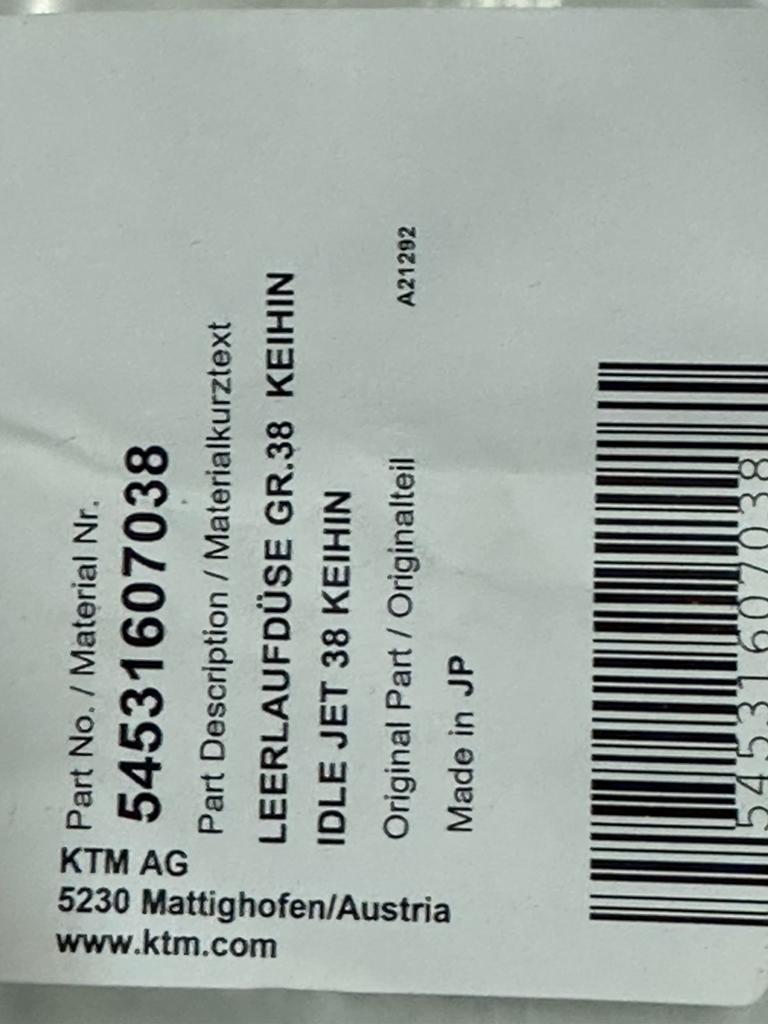 Part No. / Material Nr.
54531607038
Part Description / Materialkurztext
LEERLAUFDÜSE GR.38 KEIHIN
IDLE JET 38 KEIHIN
Original Part / Originalteil A21292
Made in JP
KTM AG
5230 Mattighofen/Austria
www.ktm.com
54531607038